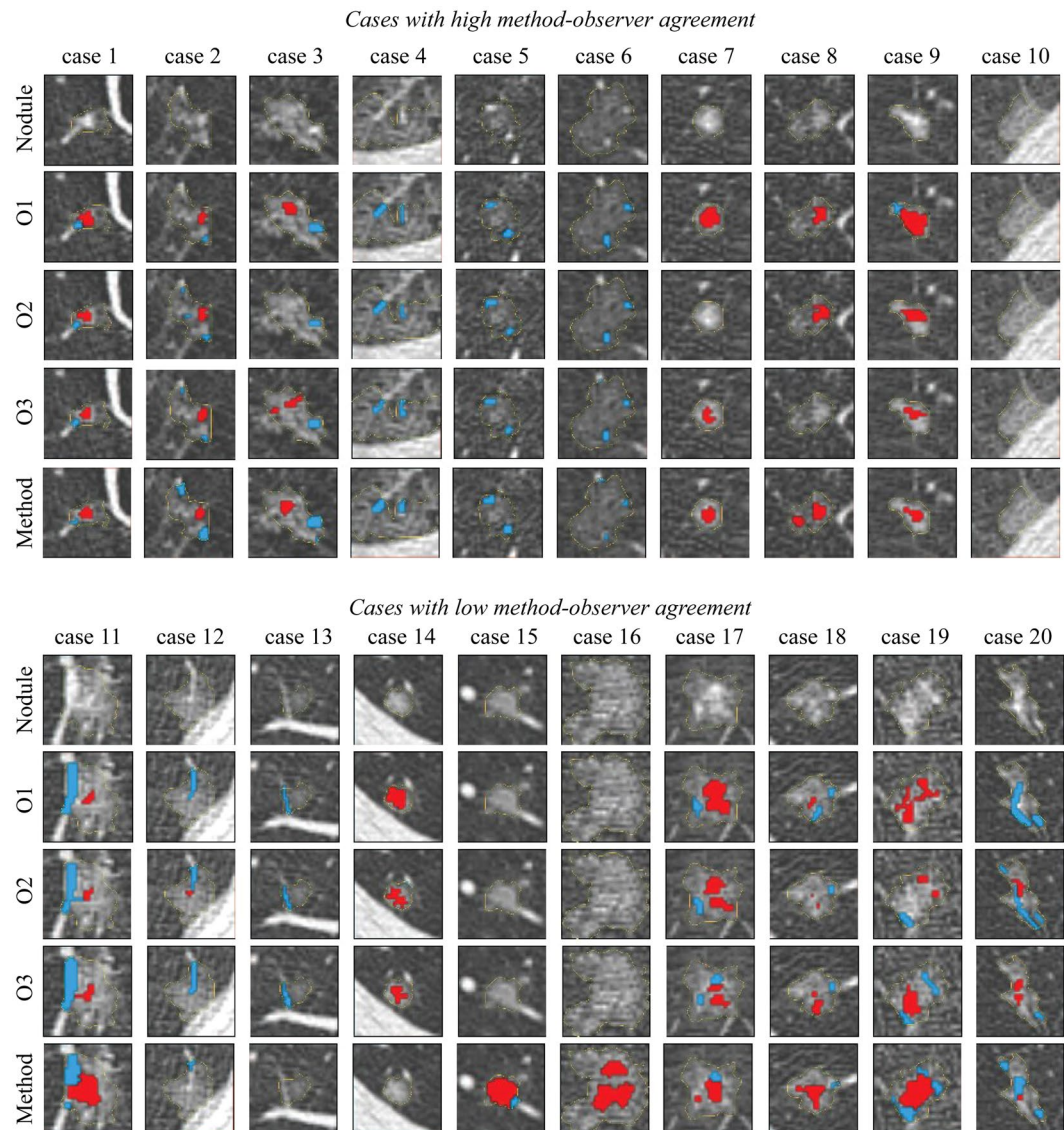 Cases with high method-observer agreement
case 1 case 2 case 3 case 4 case 5 case 6 case 7 case 8 case 9 case 10
Nodule
O1
O2
O3
Method
Cases with low method-observer agreement
case 11 case 12 case 13 case 14 case 15 case 16 case 17 case 18 case 19 case 20
Nodule
O1
O2
O3
Method